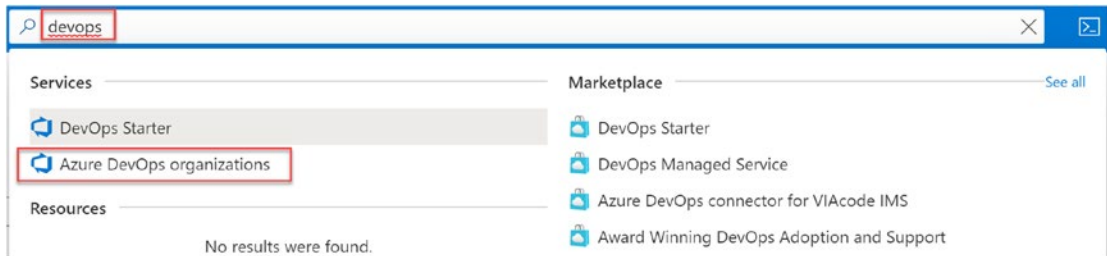 devops
Services
DevOps Starter
Azure DevOps organizations
Resources
No results were found.
Marketplace
See all
DevOps Starter
DevOps Managed Service
Azure DevOps connector for VIAcode IMS
Award Winning DevOps Adoption and Support